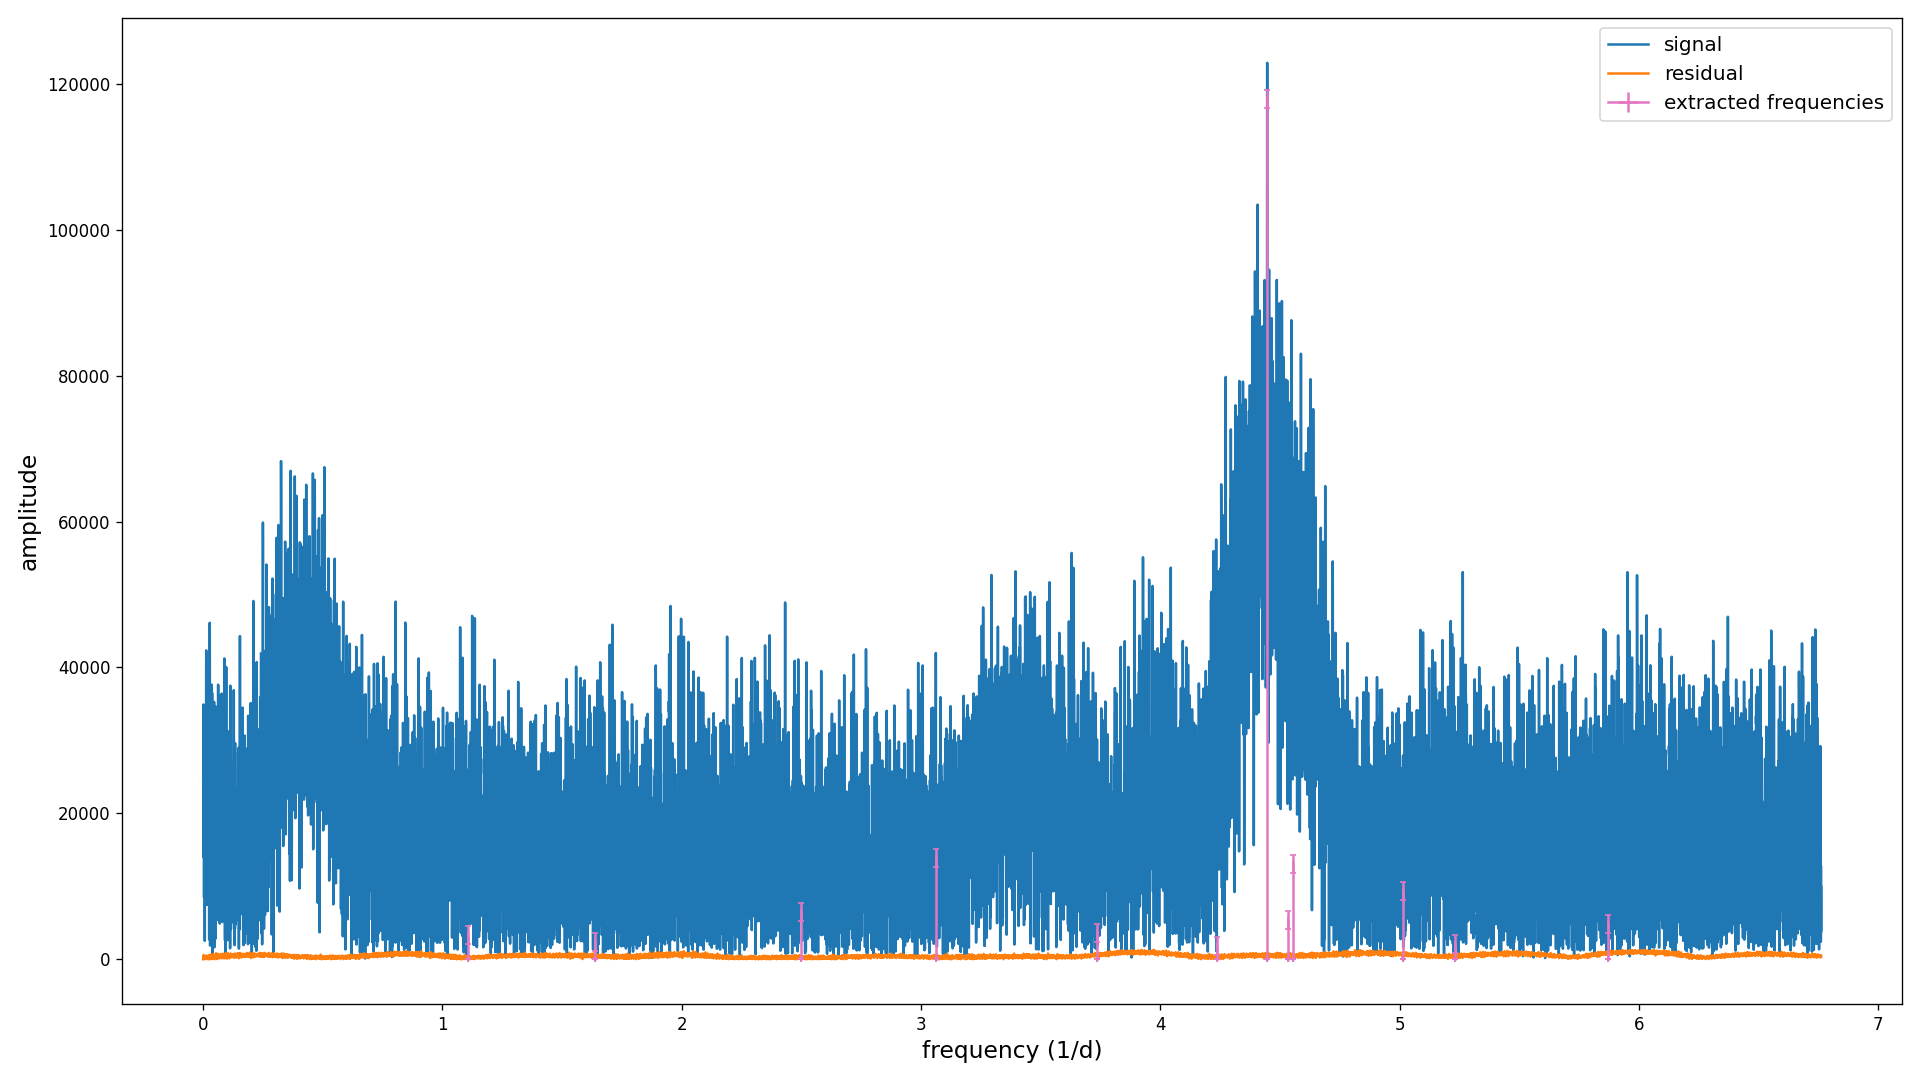 signal
residual
extracted frequencies
120000
100000
80000
60000
40000
20000
0
amplitude
0 1 2 3 4 5 6 7
frequency (1/d)